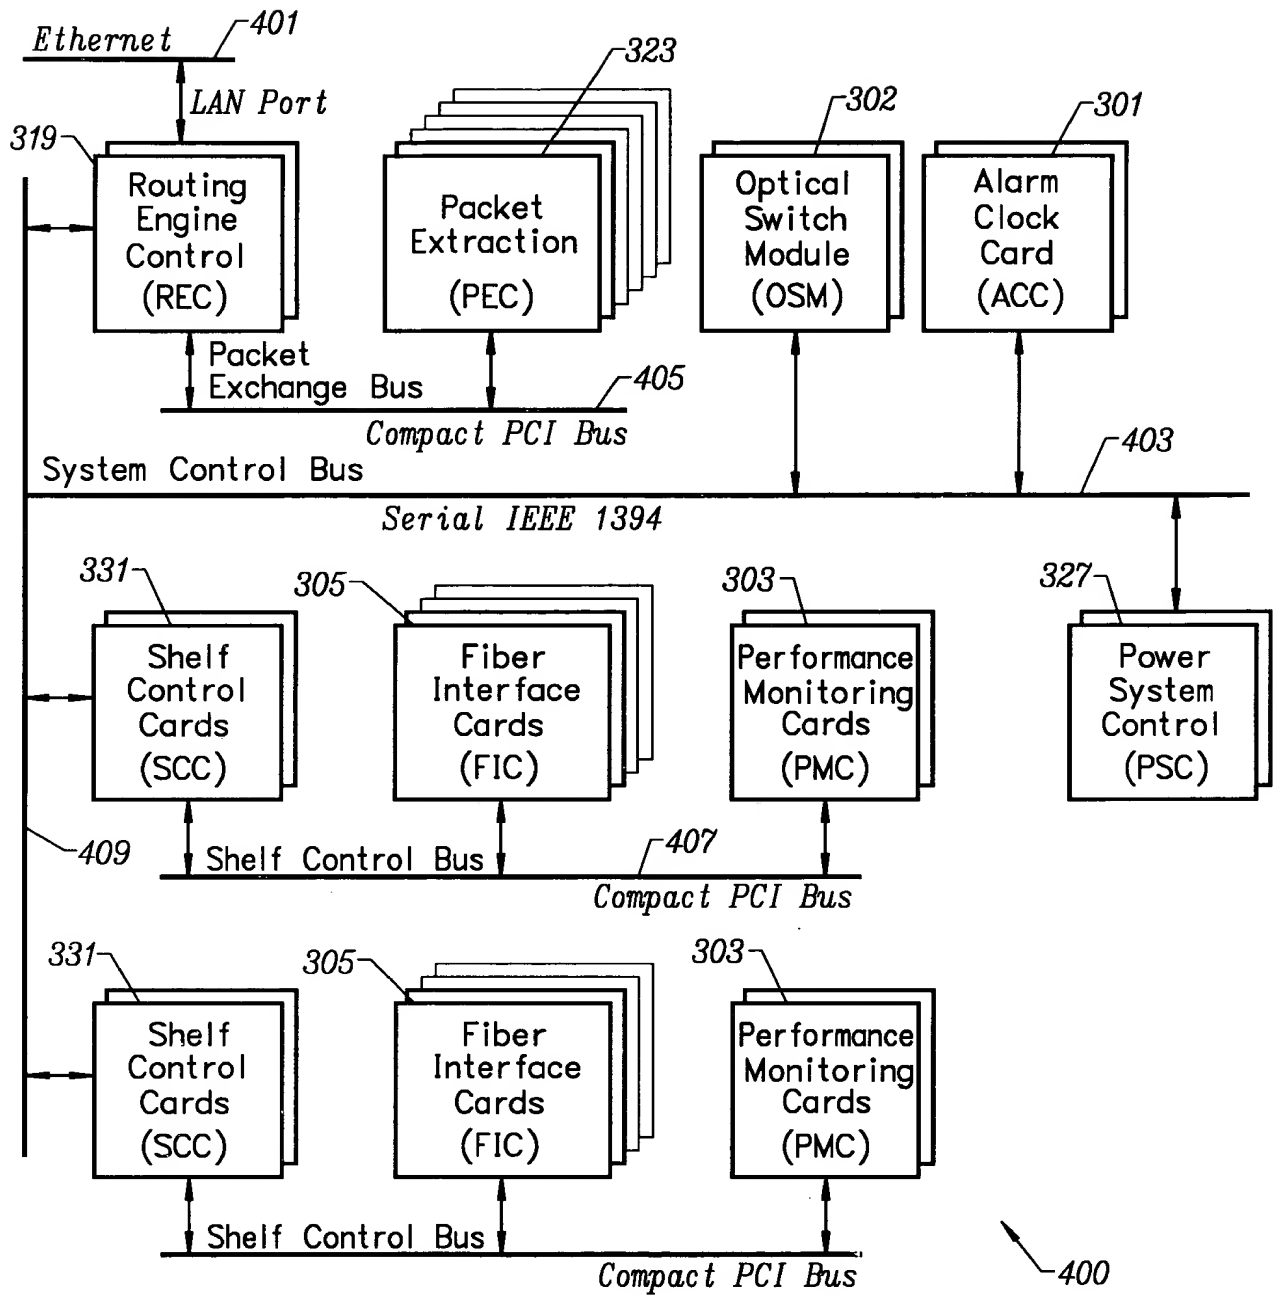 Ethernet
401
LAN Port
323
302
301
319
Routing
Engine
Control
(REC)
Packet
Extraction
(PEC)
Optical
Switch
Module
(OSM)
Alarm
Clock
Card
(ACC)
Packet
Exchange Bus
405
Compact PCI Bus
System Control Bus
403
Serial IEEE 1394
331
305
303
327
Shelf
Control
Cards
(SCC)
Fiber
Interface
Cards
(FIC)
Performance
Monitoring
Cards
(PMC)
Power
System
Control
(PSC)
409
Shelf Control Bus
407
Compact PCI Bus
331
305
303
Shelf
Control
Cards
(SCC)
Fiber
Interface
Cards
(FIC)
Performance
Monitoring
Cards
(PMC)
Shelf Control Bus
Compact PCI Bus
400